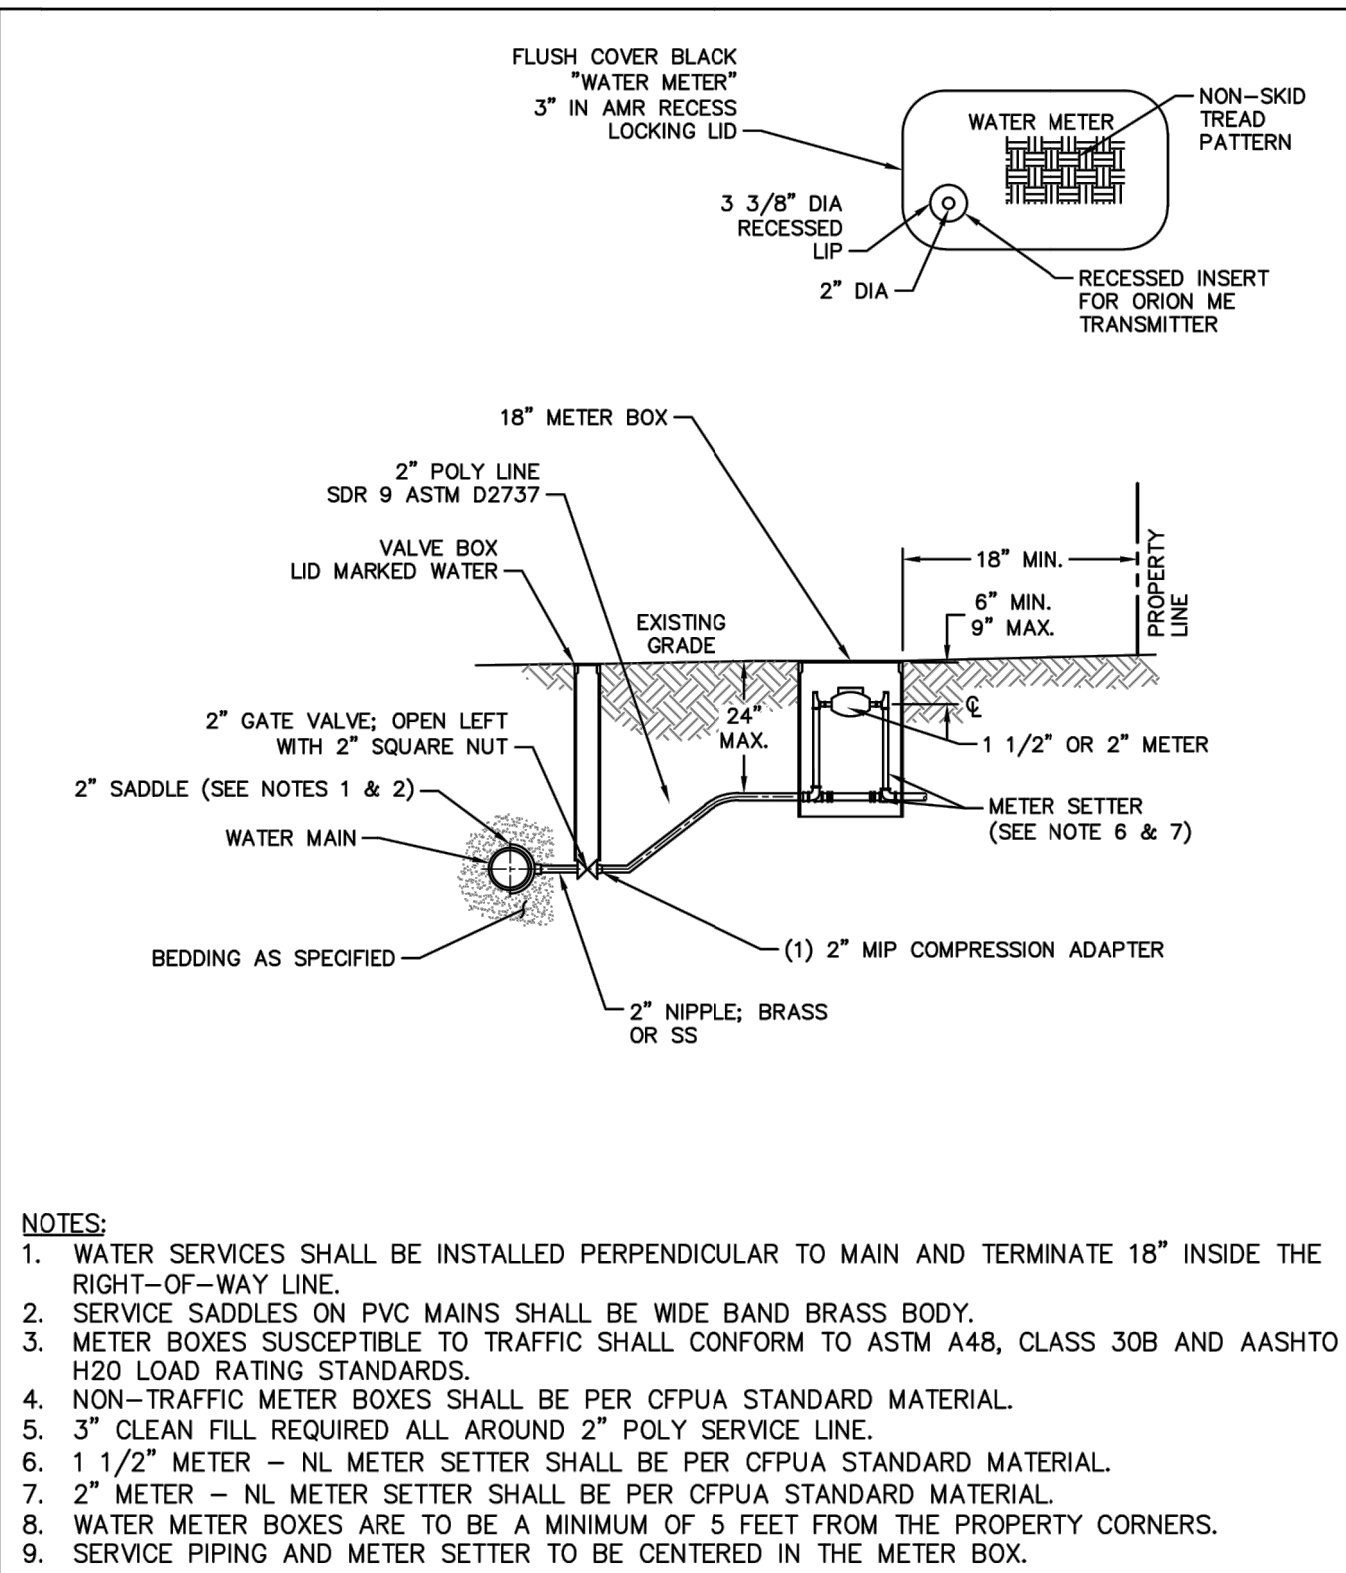 FLUSH COVER BLACK
"WATER METER"
3" IN AMR RECESS
LOCKING LID
WATER METER
NON-SKID
TREAD
PATTERN
3 3/8" DIA
RECESSED
LIP
2" DIA
RECESSED INSERT
FOR ORION ME
TRANSMITTER
18" METER BOX
2" POLY LINE
SDR 9 ASTM D2737
VALVE BOX
LID MARKED WATER
EXISTING
GRADE
18" MIN.
6" MIN.
9" MAX.
PROPERTY
LINE
2" GATE VALVE; OPEN LEFT
WITH 2" SQUARE NUT
24"
MAX.
℄
1 1/2" OR 2" METER
2" SADDLE (SEE NOTES 1 & 2)
WATER MAIN
METER SETTER
(SEE NOTE 6 & 7)
BEDDING AS SPECIFIED
(1) 2" MIP COMPRESSION ADAPTER
2" NIPPLE; BRASS
OR SS
NOTES:
1. WATER SERVICES SHALL BE INSTALLED PERPENDICULAR TO MAIN AND TERMINATE 18" INSIDE THE
RIGHT-OF-WAY LINE.
2. SERVICE SADDLES ON PVC MAINS SHALL BE WIDE BAND BRASS BODY.
3. METER BOXES SUSCEPTIBLE TO TRAFFIC SHALL CONFORM TO ASTM A48, CLASS 30B AND AASHTO
H20 LOAD RATING STANDARDS.
4. NON-TRAFFIC METER BOXES SHALL BE PER CFPUA STANDARD MATERIAL.
5. 3" CLEAN FILL REQUIRED ALL AROUND 2" POLY SERVICE LINE.
6. 1 1/2" METER - NL METER SETTER SHALL BE PER CFPUA STANDARD MATERIAL.
7. 2" METER - NL METER SETTER SHALL BE PER CFPUA STANDARD MATERIAL.
8. WATER METER BOXES ARE TO BE A MINIMUM OF 5 FEET FROM THE PROPERTY CORNERS.
9. SERVICE PIPING AND METER SETTER TO BE CENTERED IN THE METER BOX.